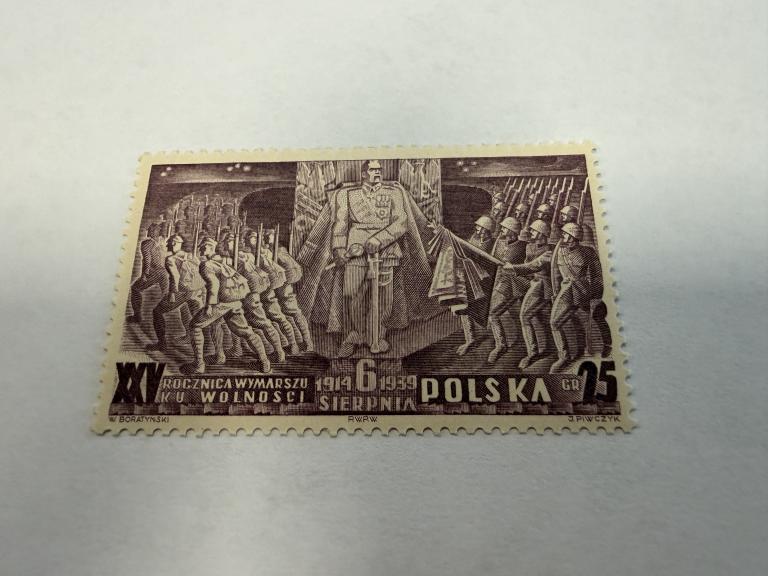 XXV ROCZNICA WYMARSZU
KU WOLNOŚCI
1914 6 1939
SIERPNIA
POLSKA GR 25
W. BORATYŃSKI R.W.P.W. J. PIWCZYK